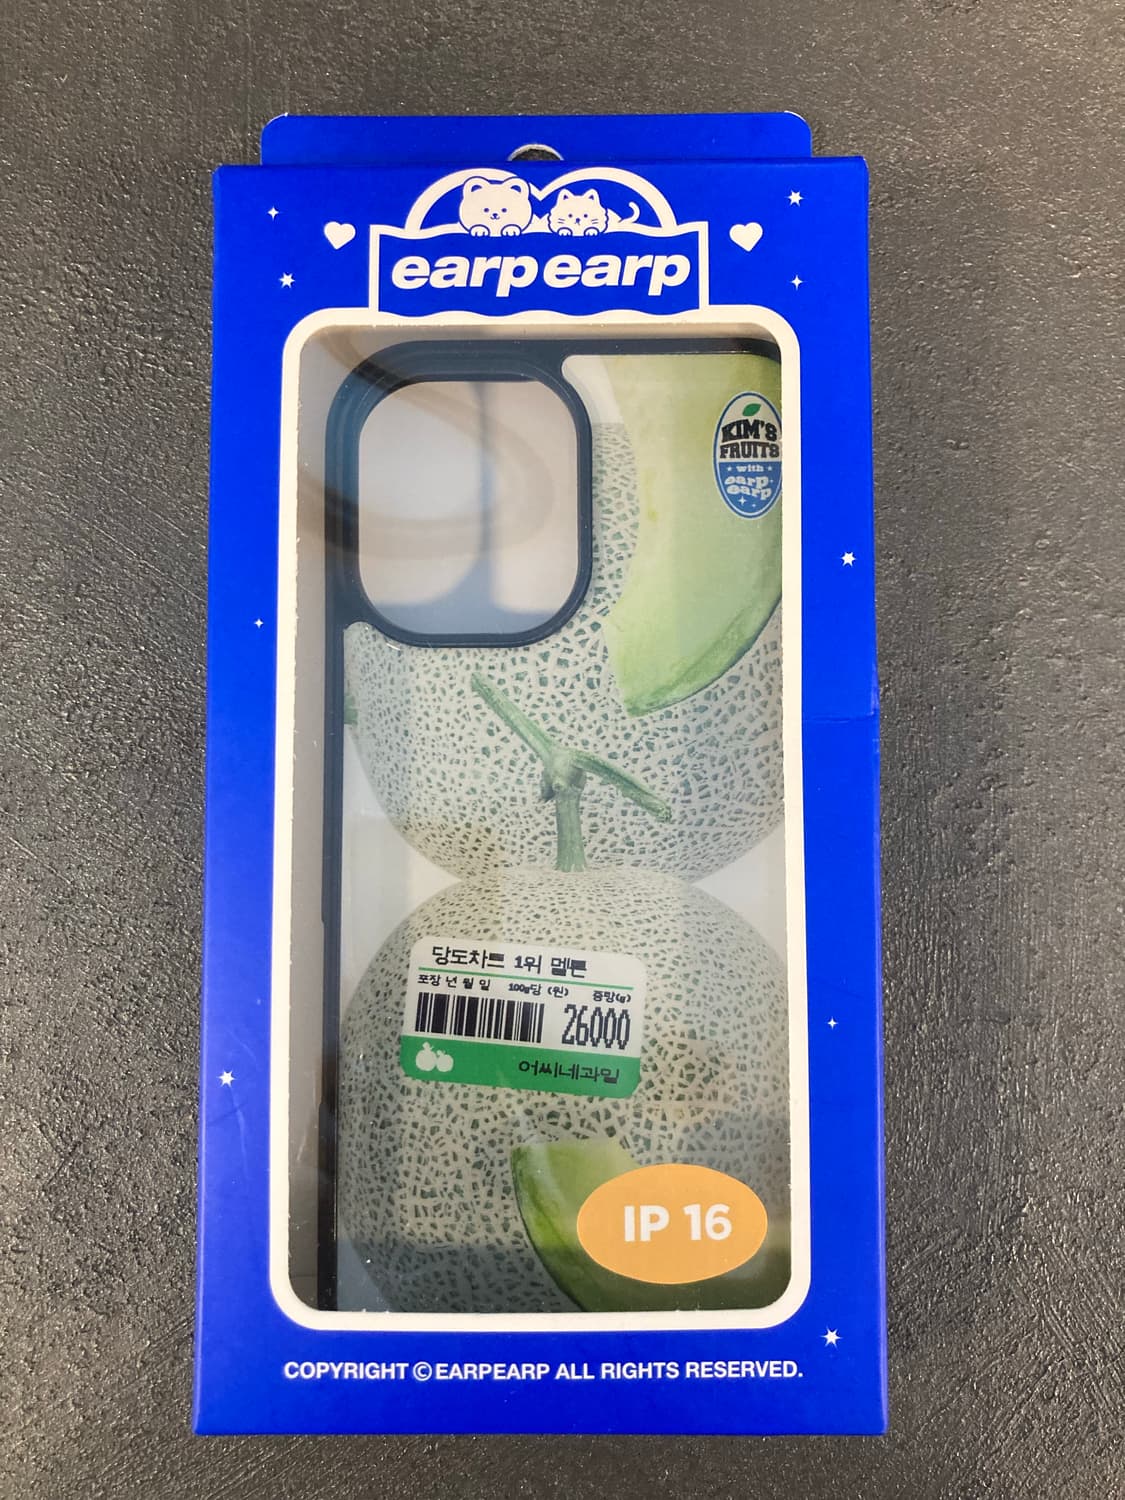 earp earp
KIM'S
FRUITS
with
earp
earp
당도차트 1위 멜론
포장 년 월 일 100g당 (원) 중량(g)
26000
어씨네과일
IP 16
COPYRIGHT © EARPEARP ALL RIGHTS RESERVED.